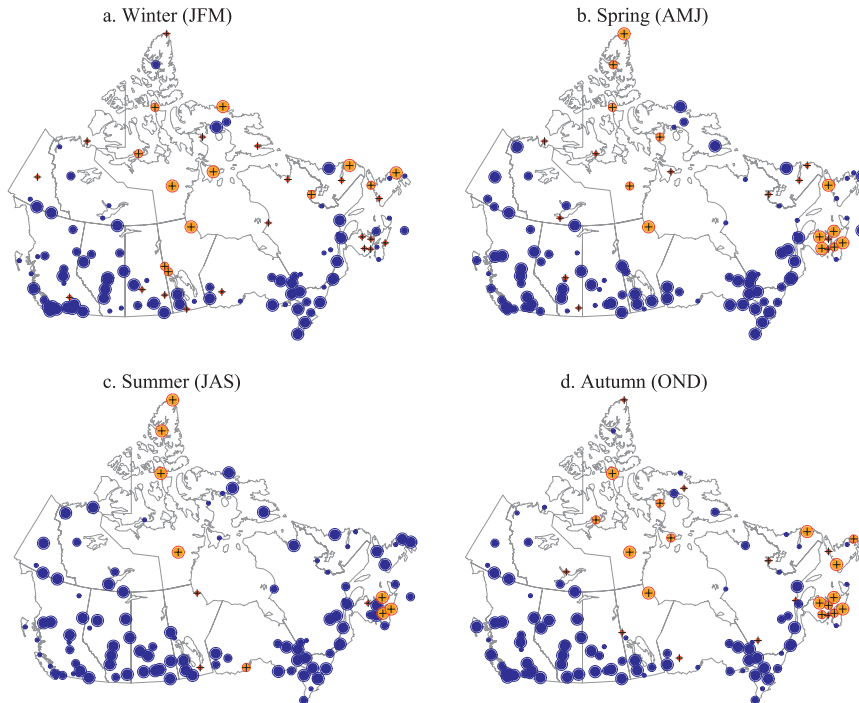 a. Winter (JFM)
b. Spring (AMJ)
c. Summer (JAS)
d. Autumn (OND)